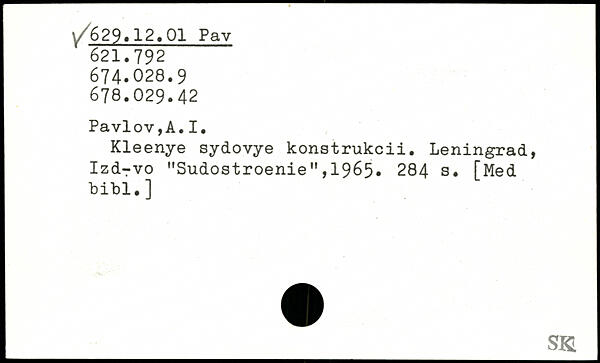 ✓629.12.01 Pav
621.792
674.028.9
678.029.42
Pavlov,A.I.
Kleenye sydovye konstrukcii. Leningrad,
Izd-vo "Sudostroenie",1965. 284 s. [Med
bibl.]
SK